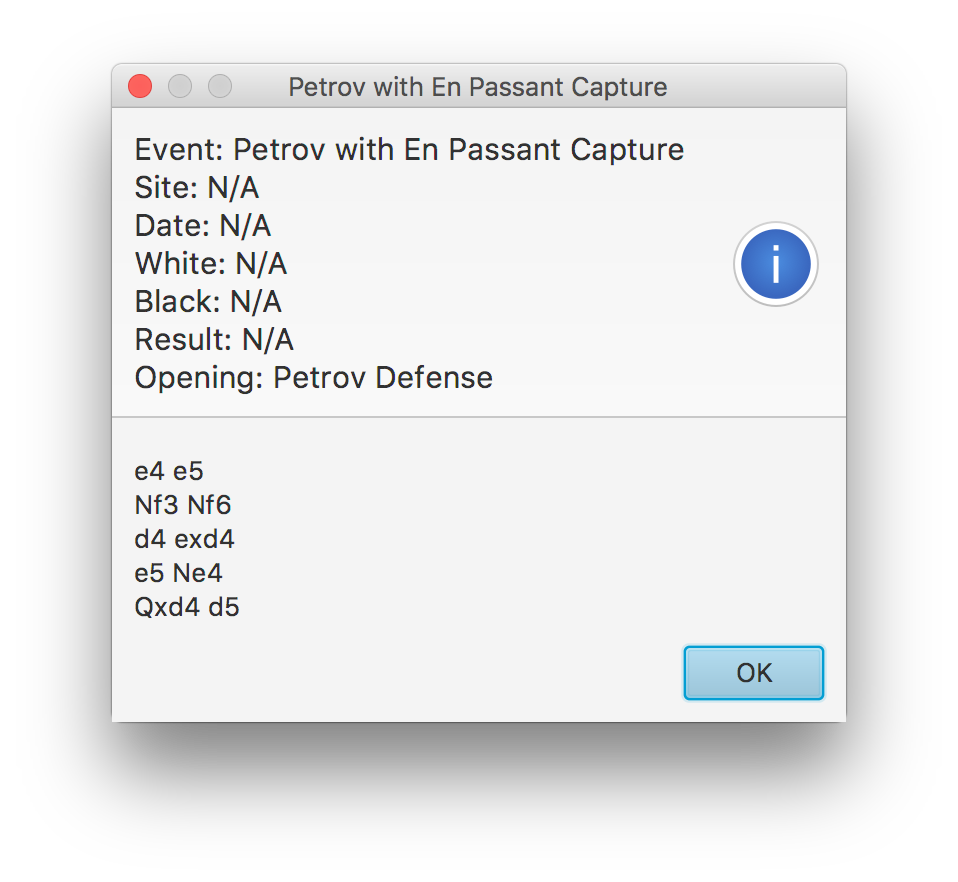 Petrov with En Passant Capture
Event: Petrov with En Passant Capture
Site: N/A
Date: N/A
White: N/A
Black: N/A
Result: N/A
Opening: Petrov Defense
i
e4 e5
Nf3 Nf6
d4 exd4
e5 Ne4
Qxd4 d5
OK